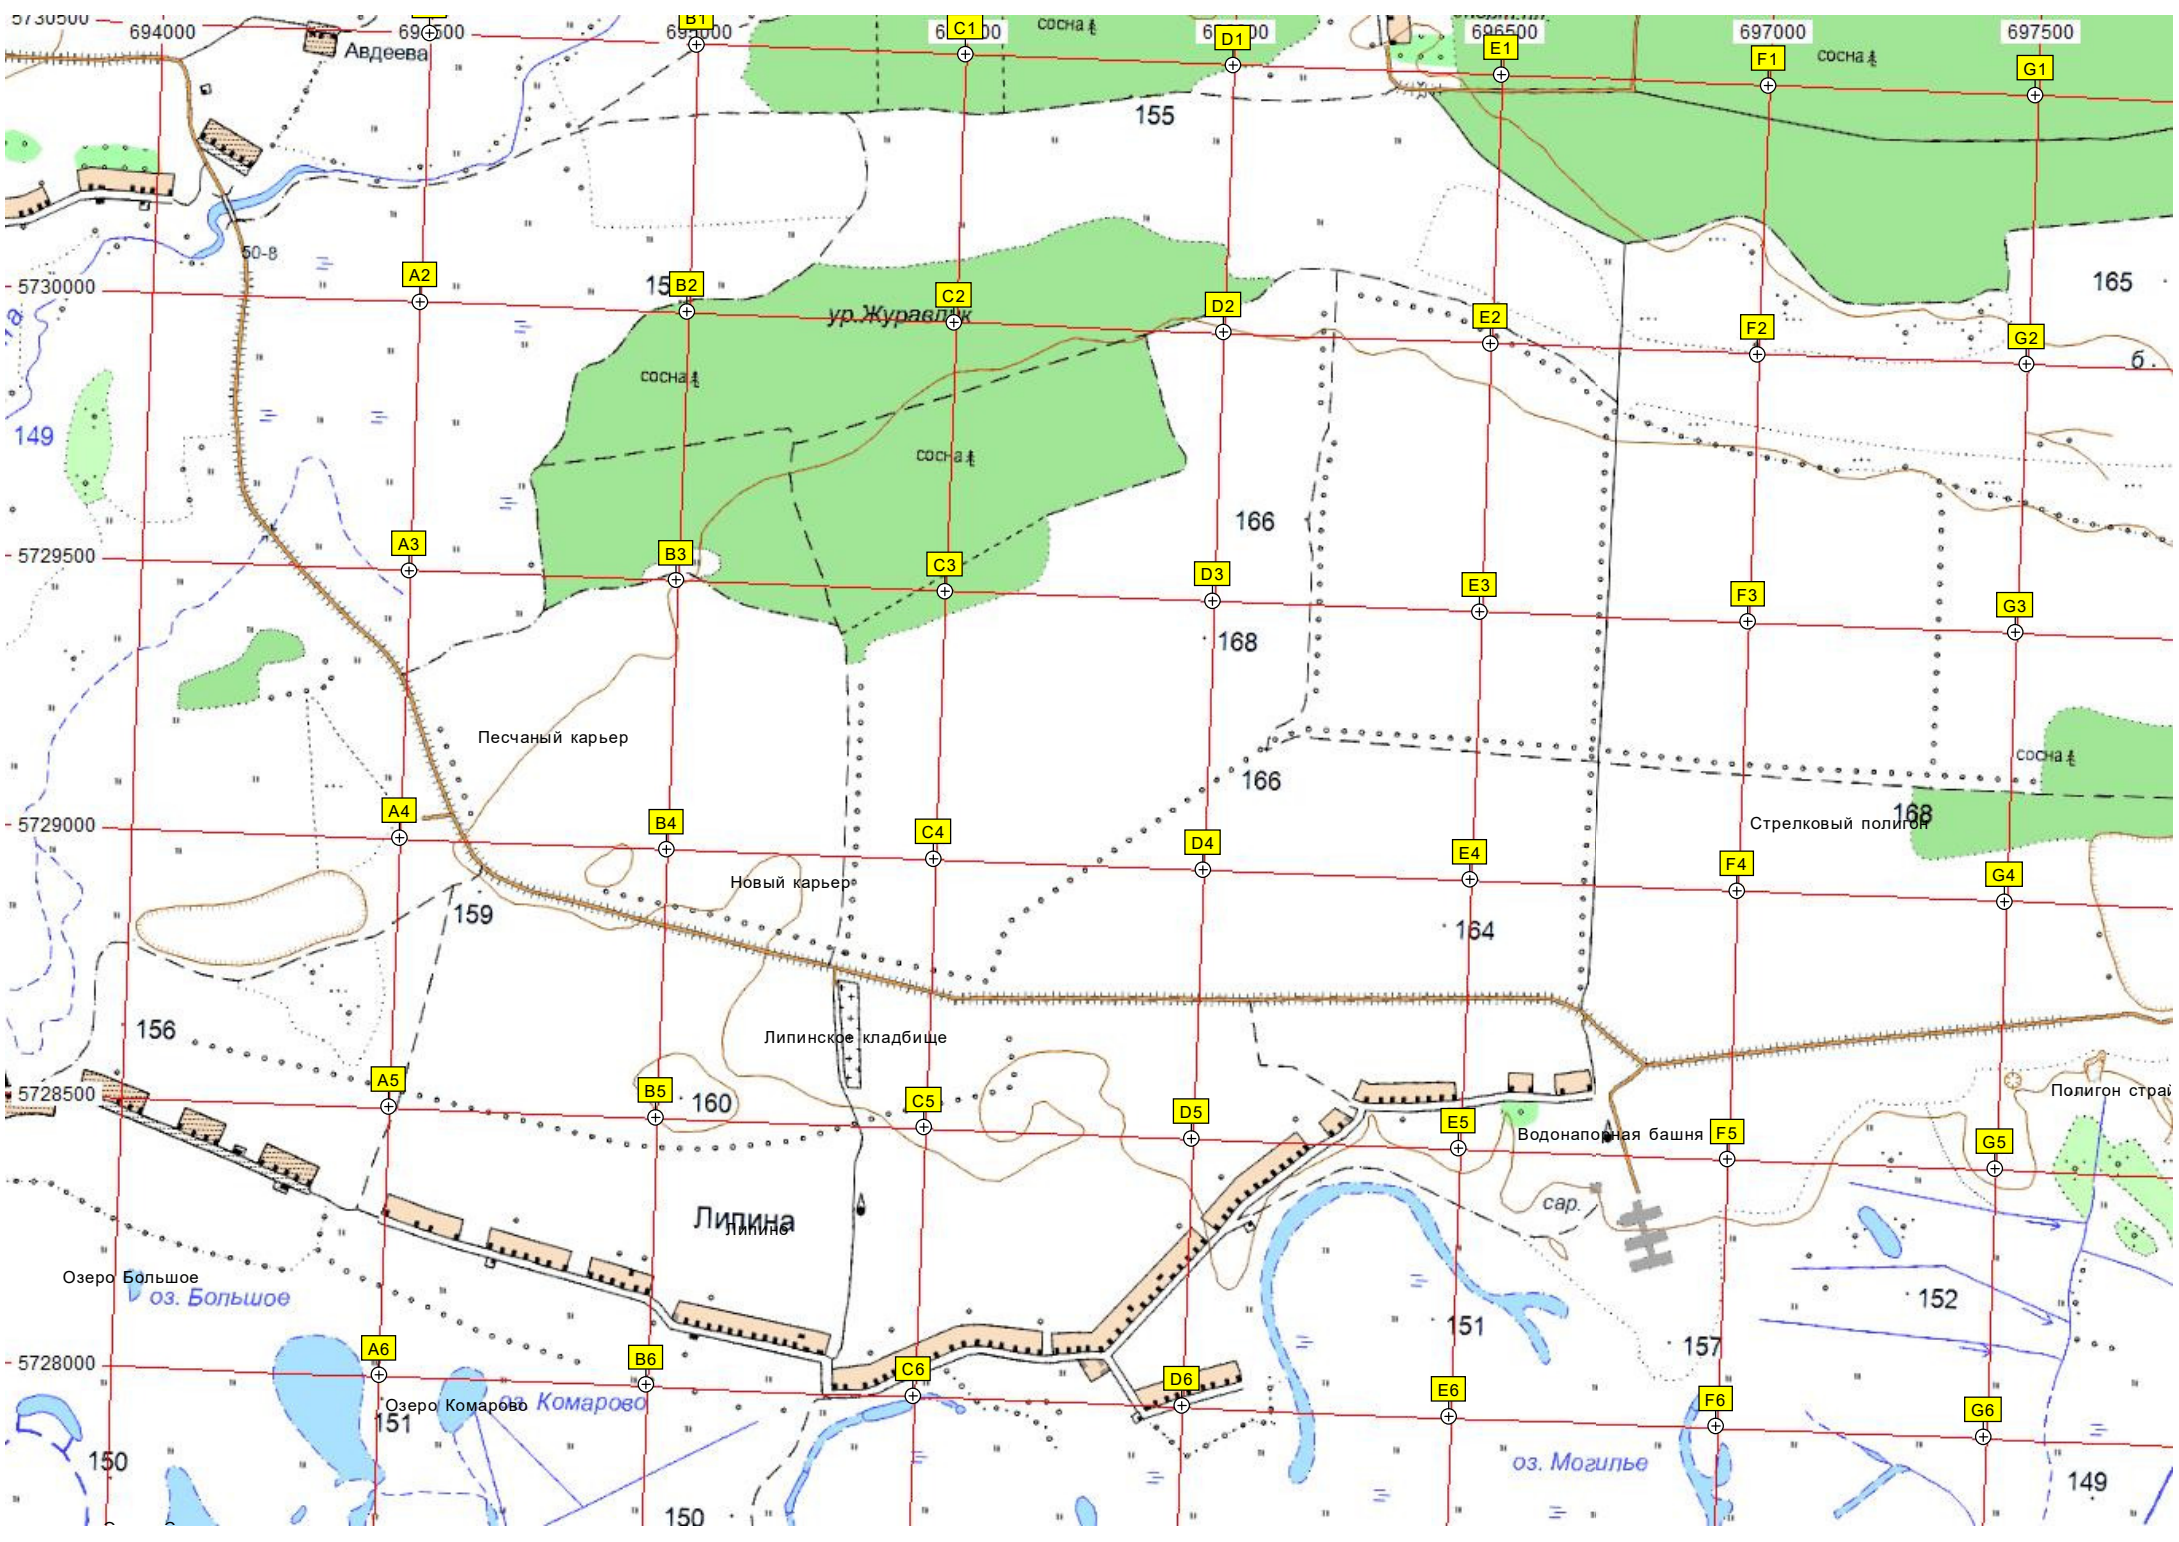 5730500
694000
694500
695000
B1
C1
сосна
D1
E1
696500
F1
697000
сосна
G1
697500
Авдеева
155
50-8
A2
5730000
15
B2
C2
ур.Журавлик
D2
E2
F2
G2
165
б.
149
сосна
сосна
166
A3
5729500
B3
C3
D3
E3
F3
G3
168
Песчаный карьер
166
сосна
168
Стрелковый полигон
A4
5729000
B4
C4
D4
E4
F4
G4
Новый карьер
159
164
156
Липинское кладбище
A5
5728500
B5
160
C5
D5
E5
Водонапорная башня
F5
G5
Полигон страй
сар.
Липина
Липино
Озеро Большое
оз. Большое
152
151
157
A6
5728000
B6
C6
D6
E6
F6
G6
Озеро Комарово
оз. Комарово
151
150
150
оз. Могилье
149